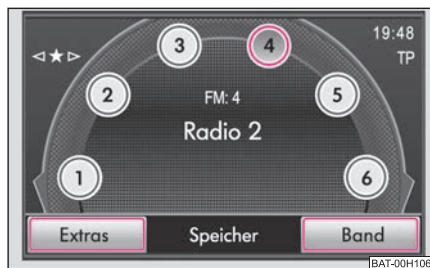 19:48
TP
3
4
2
5
FM: 4
Radio 2
1
6
Extras
Speicher
Band
BAT-00H106